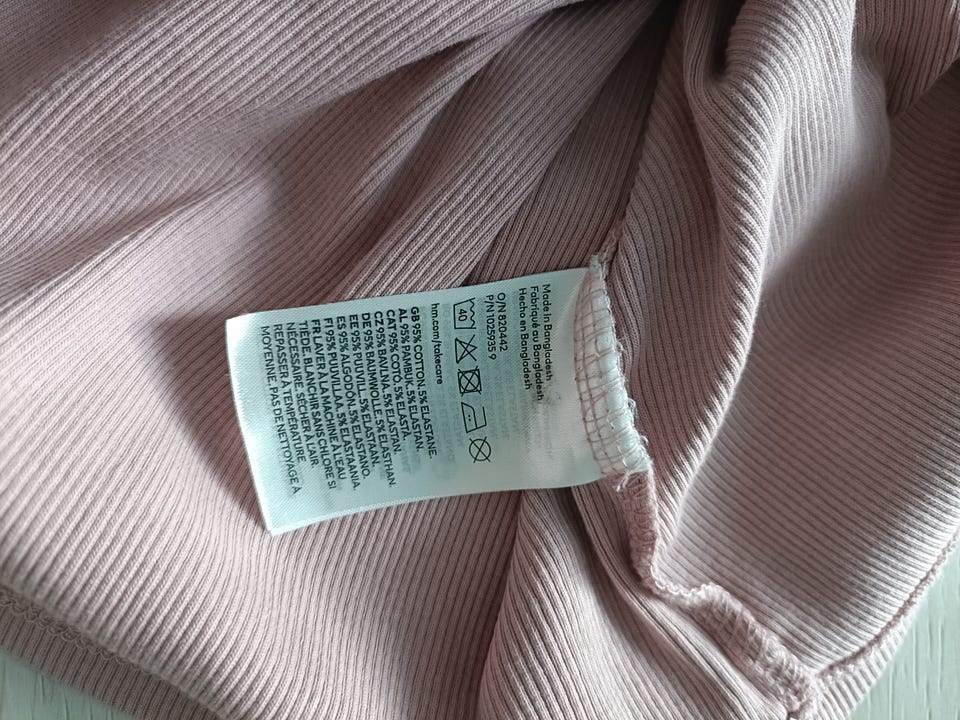 Made in Bangladesh
Fabriqué au Bangladesh
Hecho en Bangladesh
O/N 820442
P/N 1025935 9
40
hm.com/takecare
GB 95% COTTON. 5% ELASTANE.
AL 95% PAMBUK. 5% ELASTAN.
CAT 95% COTÓ. 5% ELASTÀ.
CZ 95% BAVLNA. 5% ELASTAN.
DE 95% BAUMWOLLE. 5% ELASTHAN.
EE 95% PUUVILL. 5% ELASTAAN.
ES 95% ALGODÓN. 5% ELASTANO.
FI 95% PUUVILLAA. 5% ELASTAANIA.
FR LAVER À LA MACHINE À L'EAU
TIÈDE. BLANCHIR SANS CHLORE SI
NÉCESSAIRE. SÉCHER À L'AIR.
REPASSER À TEMPÉRATURE
MOYENNE. PAS DE NETTOYAGE À